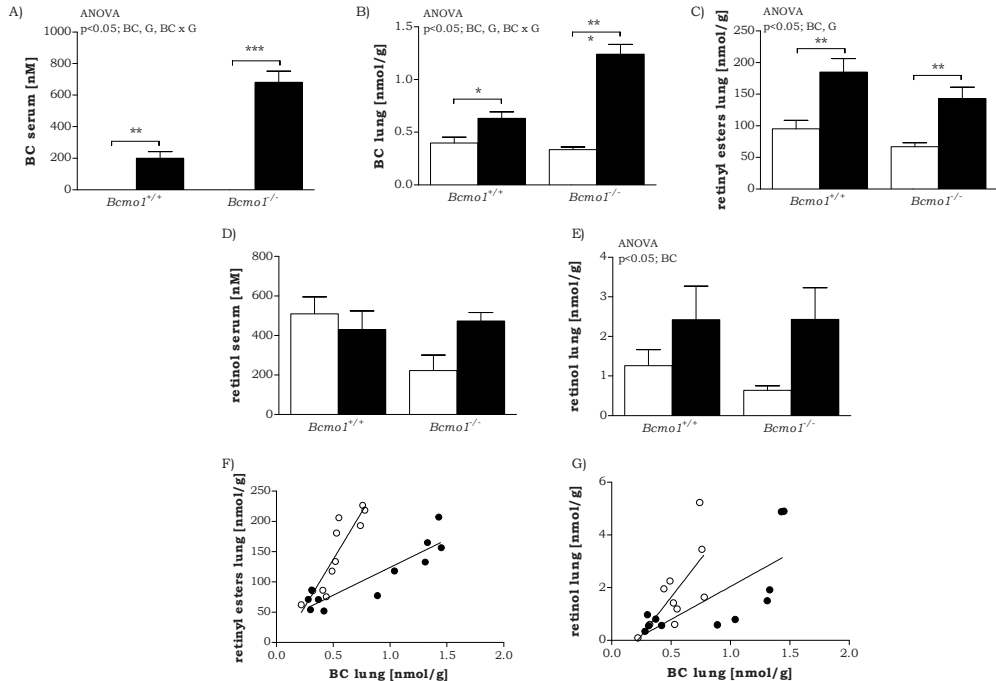 A)
ANOVA
p<0.05; BC, G, BC x G
BC serum [nM]
1000
800
600
400
200
0
**
***
Bcmo1+/+
Bcmo1-/-
B)
ANOVA
p<0.05; BC, G, BC x G
BC lung [nmol/g]
1.5
1.0
0.5
0.0
*
**
*
Bcmo1+/+
Bcmo1-/-
C)
ANOVA
p<0.05; BC, G
retinyl esters lung [nmol/g]
250
200
150
100
50
0
**
**
Bcmo1+/+
Bcmo1-/-
D)
retinol serum [nM]
800
600
400
200
0
Bcmo1+/+
Bcmo1-/-
E)
ANOVA
p<0.05; BC
retinol lung [nmol/g]
4
3
2
1
0
Bcmo1+/+
Bcmo1-/-
F)
retinyl esters lung [nmol/g]
250
200
150
100
50
0
0.0 0.5 1.0 1.5 2.0
BC lung [nmol/g]
G)
retinol lung [nmol/g]
6
4
2
0
0.0 0.5 1.0 1.5 2.0
BC lung [nmol/g]